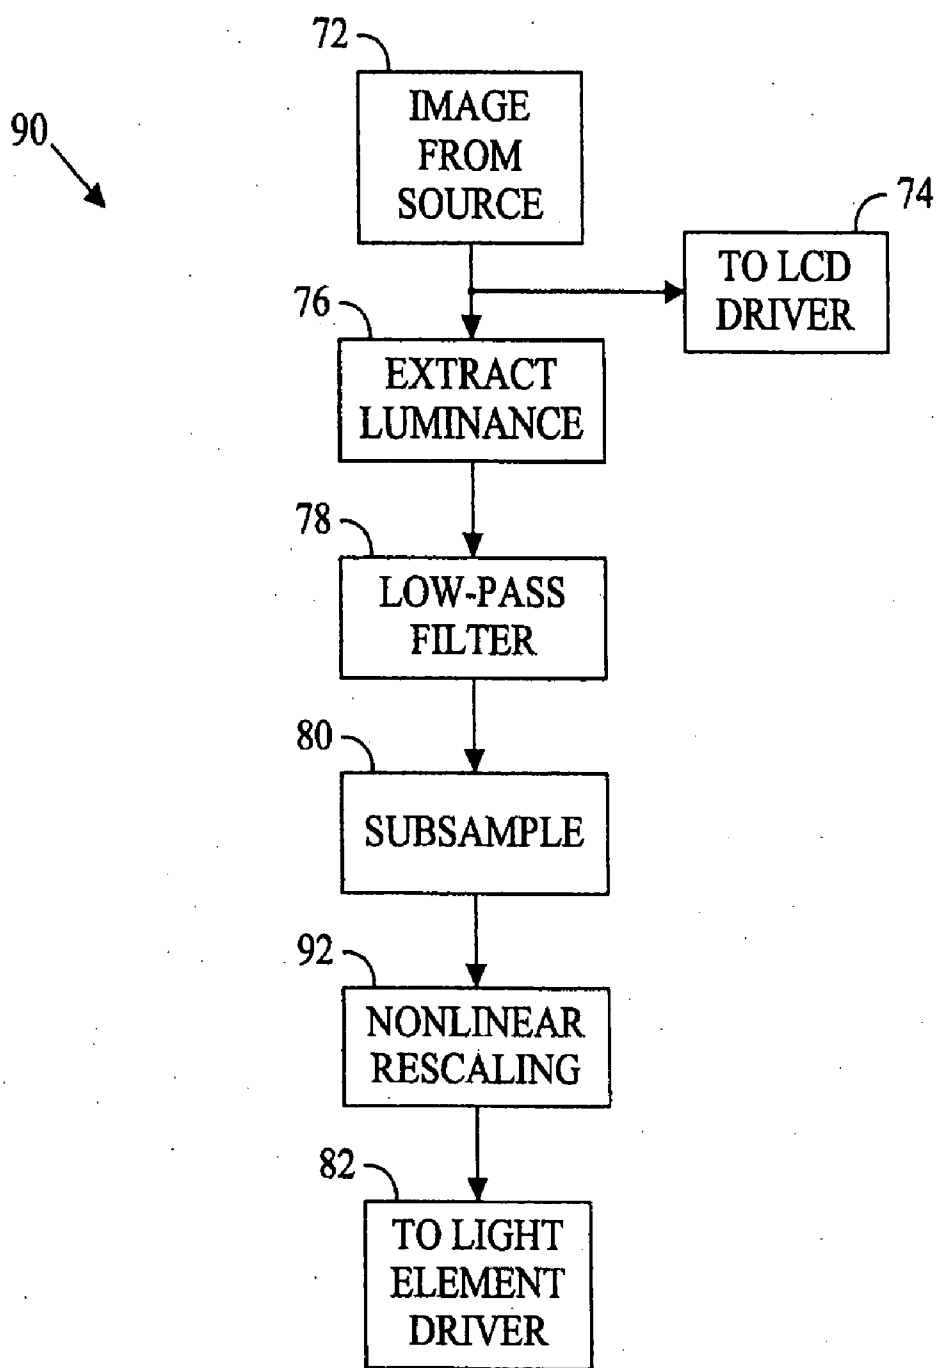 72
IMAGE
FROM
SOURCE
90
74
TO LCD
DRIVER
76
EXTRACT
LUMINANCE
78
LOW-PASS
FILTER
80
SUBSAMPLE
92
NONLINEAR
RESCALING
82
TO LIGHT
ELEMENT
DRIVER